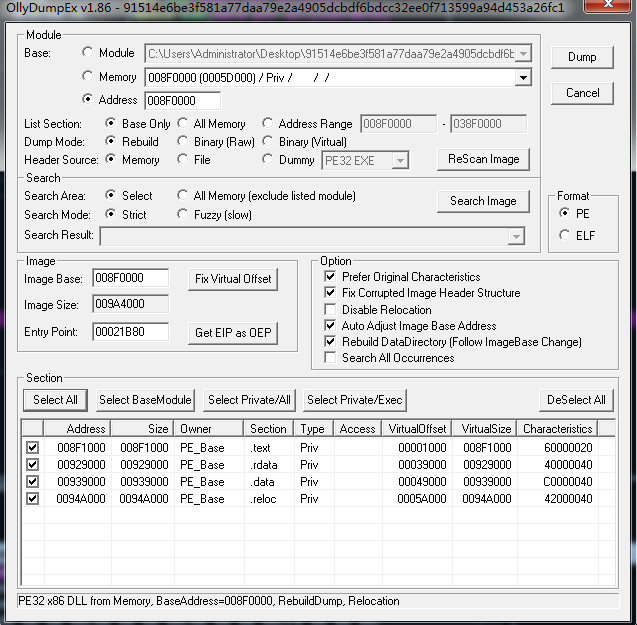 OllyDumpEx v1.86 - 91514e6be3f581a77daa79e2a4905dcbdf6bdcc32ee0f713599a94d453a26fc1
Module
Base: Module C:\Users\Administrator\Desktop\91514e6be3f581a77daa79e2a4905dcbdf6b Dump
Memory 008F0000 (0005D000) / Priv / / /
Address 008F0000 Cancel
List Section: Base Only All Memory Address Range 008F0000 - 038F0000
Dump Mode: Rebuild Binary (Raw) Binary (Virtual)
Header Source: Memory File Dummy PE32 EXE ReScan Image
Search
Search Area: Select All Memory (exclude listed module) Search Image
Search Mode: Strict Fuzzy (slow)
Search Result:
Format
PE
ELF
Image
Image Base: 008F0000 Fix Virtual Offset
Image Size: 009A4000
Entry Point: 00021B80 Get EIP as OEP
Option
Prefer Original Characteristics
Fix Corrupted Image Header Structure
Disable Relocation
Auto Adjust Image Base Address
Rebuild DataDirectory (Follow ImageBase Change)
Search All Occurrences
Section
Select All Select BaseModule Select Private/All Select Private/Exec DeSelect All
Address Size Owner Section Type Access VirtualOffset VirtualSize Characteristics
008F1000 008F1000 PE_Base .text Priv 00001000 008F1000 60000020
00929000 00929000 PE_Base .rdata Priv 00039000 00929000 40000040
00939000 00939000 PE_Base .data Priv 00049000 00939000 C0000040
0094A000 0094A000 PE_Base .reloc Priv 0005A000 0094A000 42000040
PE32 x86 DLL from Memory, BaseAddress=008F0000, RebuildDump, Relocation